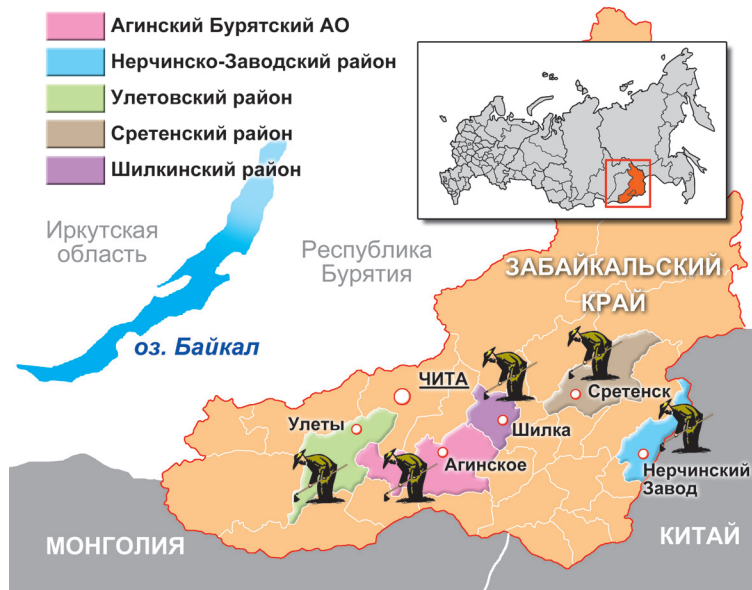 Агинский Бурятский АО
Нерчинско-Заводский район
Улетовский район
Сретенский район
Шилкинский район
Иркутская
область
Республика
Бурятия
ЗАБАЙКАЛЬСКИЙ
КРАЙ
оз. Байкал
ЧИТА
Сретенск
Улеты
Шилка
Агинское
Нерчинский
Завод
МОНГОЛИЯ
КИТАЙ